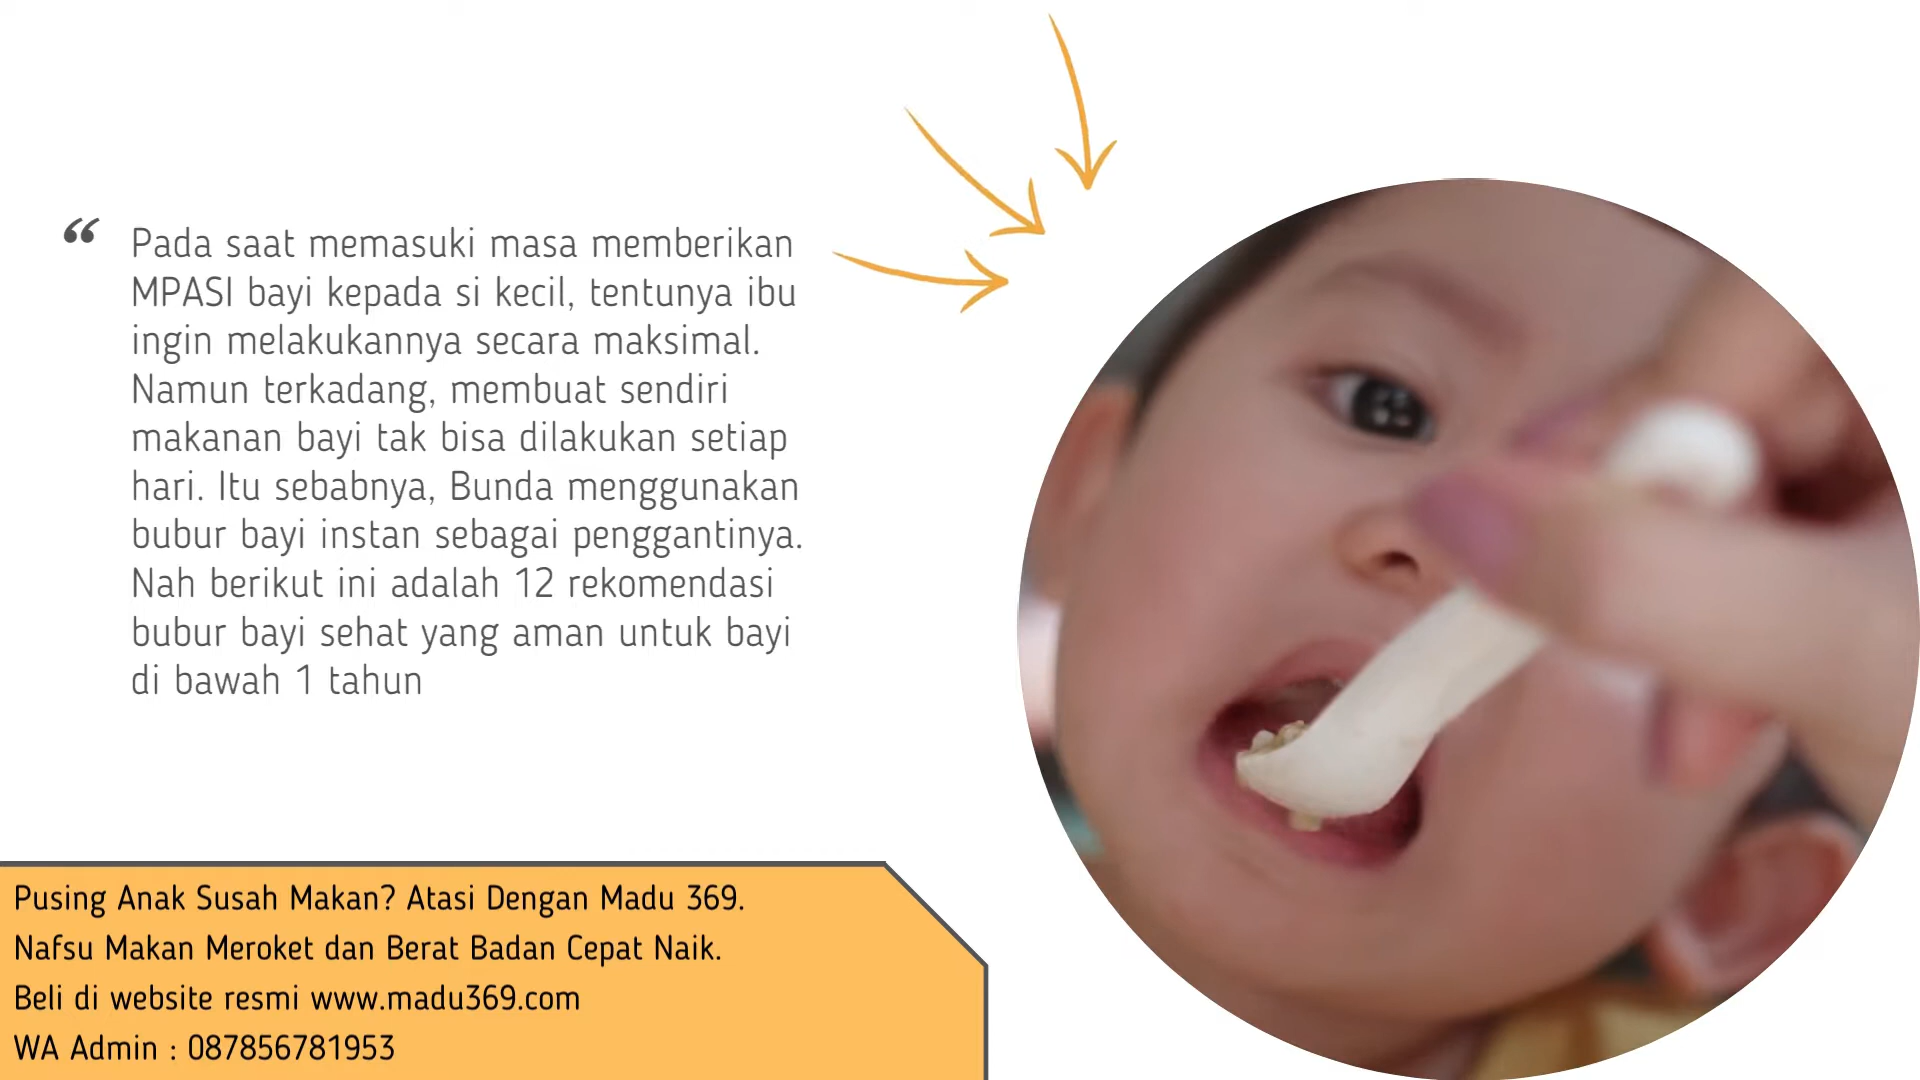 “ Pada saat memasuki masa memberikan
MPASI bayi kepada si kecil, tentunya ibu
ingin melakukannya secara maksimal.
Namun terkadang, membuat sendiri
makanan bayi tak bisa dilakukan setiap
hari. Itu sebabnya, Bunda menggunakan
bubur bayi instan sebagai penggantinya.
Nah berikut ini adalah 12 rekomendasi
bubur bayi sehat yang aman untuk bayi
di bawah 1 tahun
Pusing Anak Susah Makan? Atasi Dengan Madu 369.
Nafsu Makan Meroket dan Berat Badan Cepat Naik.
Beli di website resmi www.madu369.com
WA Admin : 087856781953